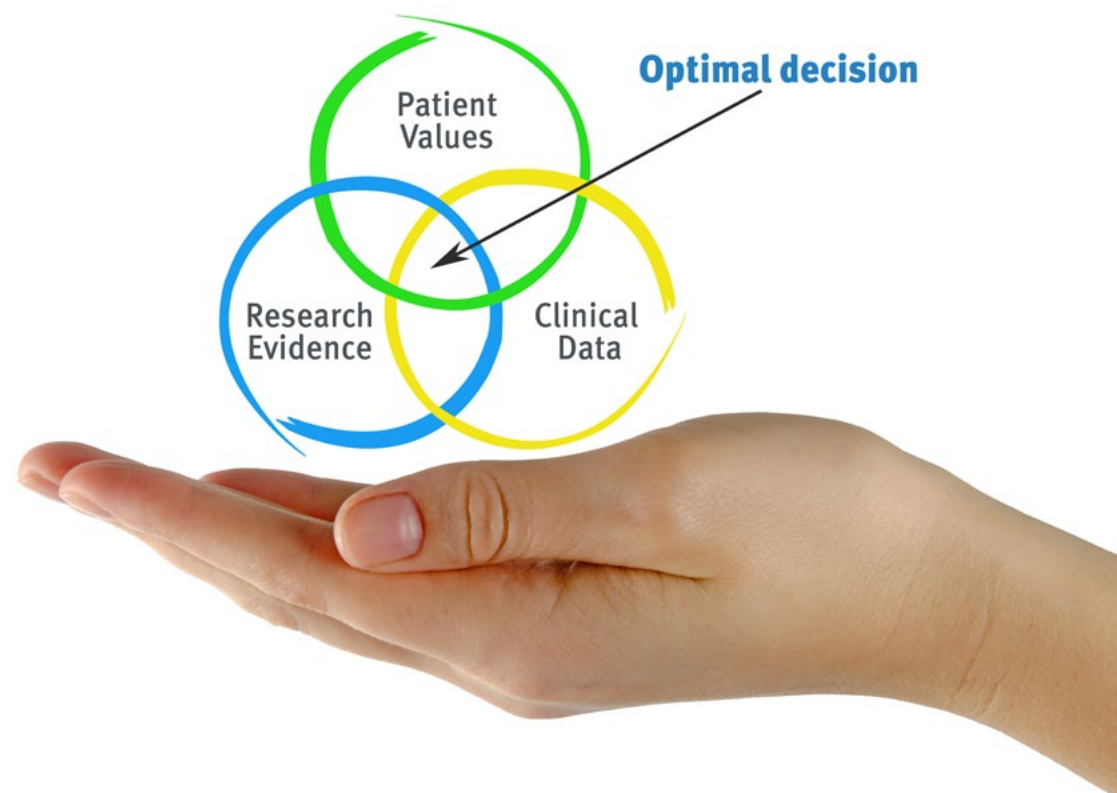 Optimal decision
Patient
Values
Research
Evidence
Clinical
Data